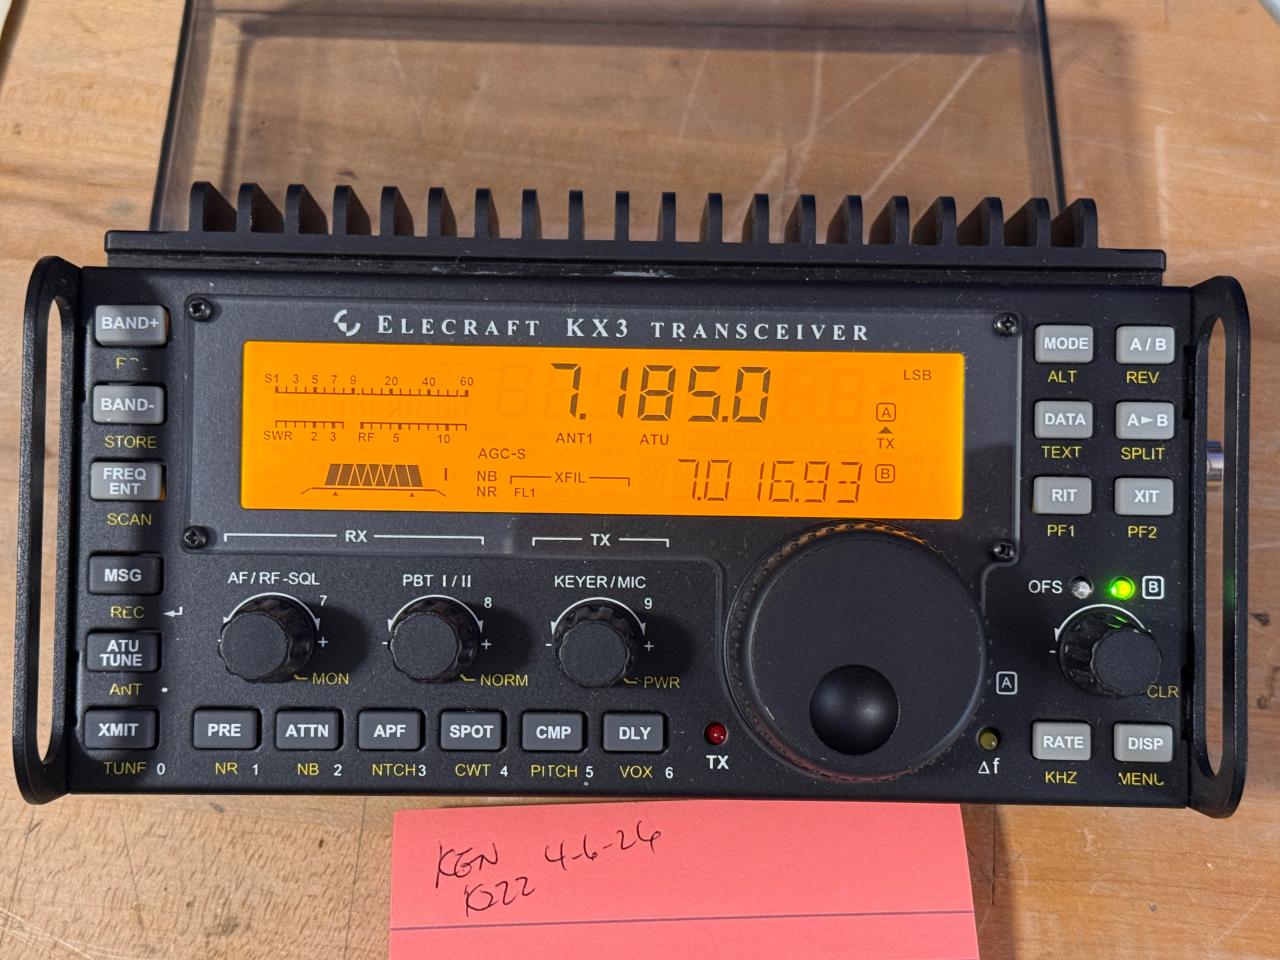 ELECRAFT KX3 TRANSCEIVER
S1 3 5 7 9 20 40 60
SWR 2 3 RF 5 10
7.185.0
LSB
ANT1 ATU
A
TX
AGC-S
NB XFIL
NR FL1
I
7.016.93 B
BAND+
BAND-
STORE
FREQ
ENT
SCAN
MSG
REC
ATU
TUNE
ANT
XMIT
TUNE 0
RX
TX
AF/RF-SQL
7
+
MON
PBT I/II
8
- +
NORM
KEYER/MIC
9
- +
PWR
PRE
NR 1
ATTN
NB 2
APF
NTCH 3
SPOT
CWT 4
CMP
PITCH 5
DLY
VOX 6
TX
A
Δf
MODE
ALT
A/B
REV
DATA
TEXT
A►B
SPLIT
RIT
PF1
XIT
PF2
OFS B
-
CLR
RATE
KHZ
DISP
MENU
KEN 4-6-26